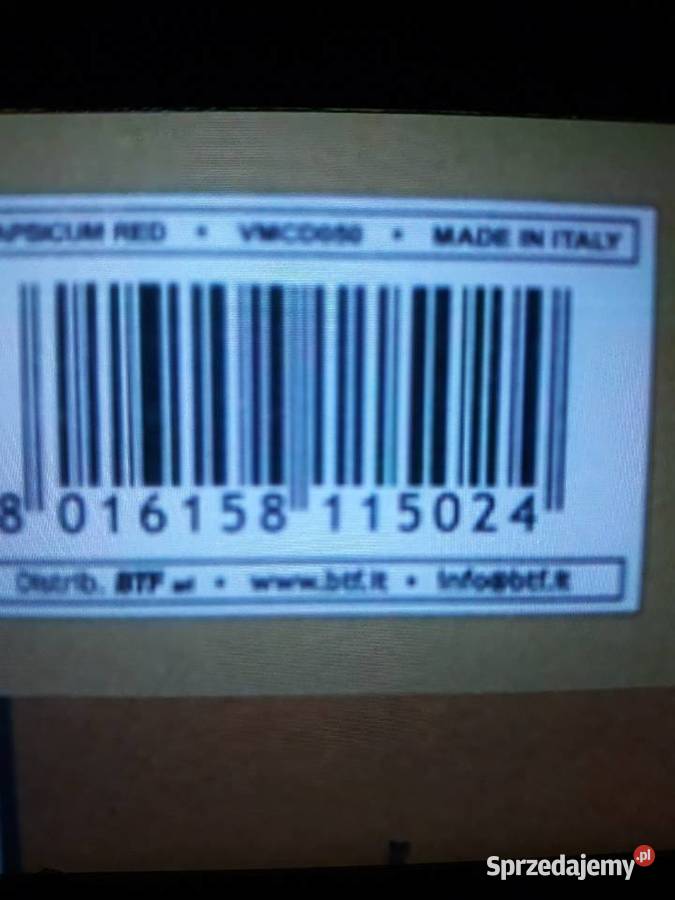 RED • VMCD050 • MADE IN ITALY
8 016158 115024
Distrib. BTF srl • www.btf.it • info@btf.it
Sprzedajemy.pl